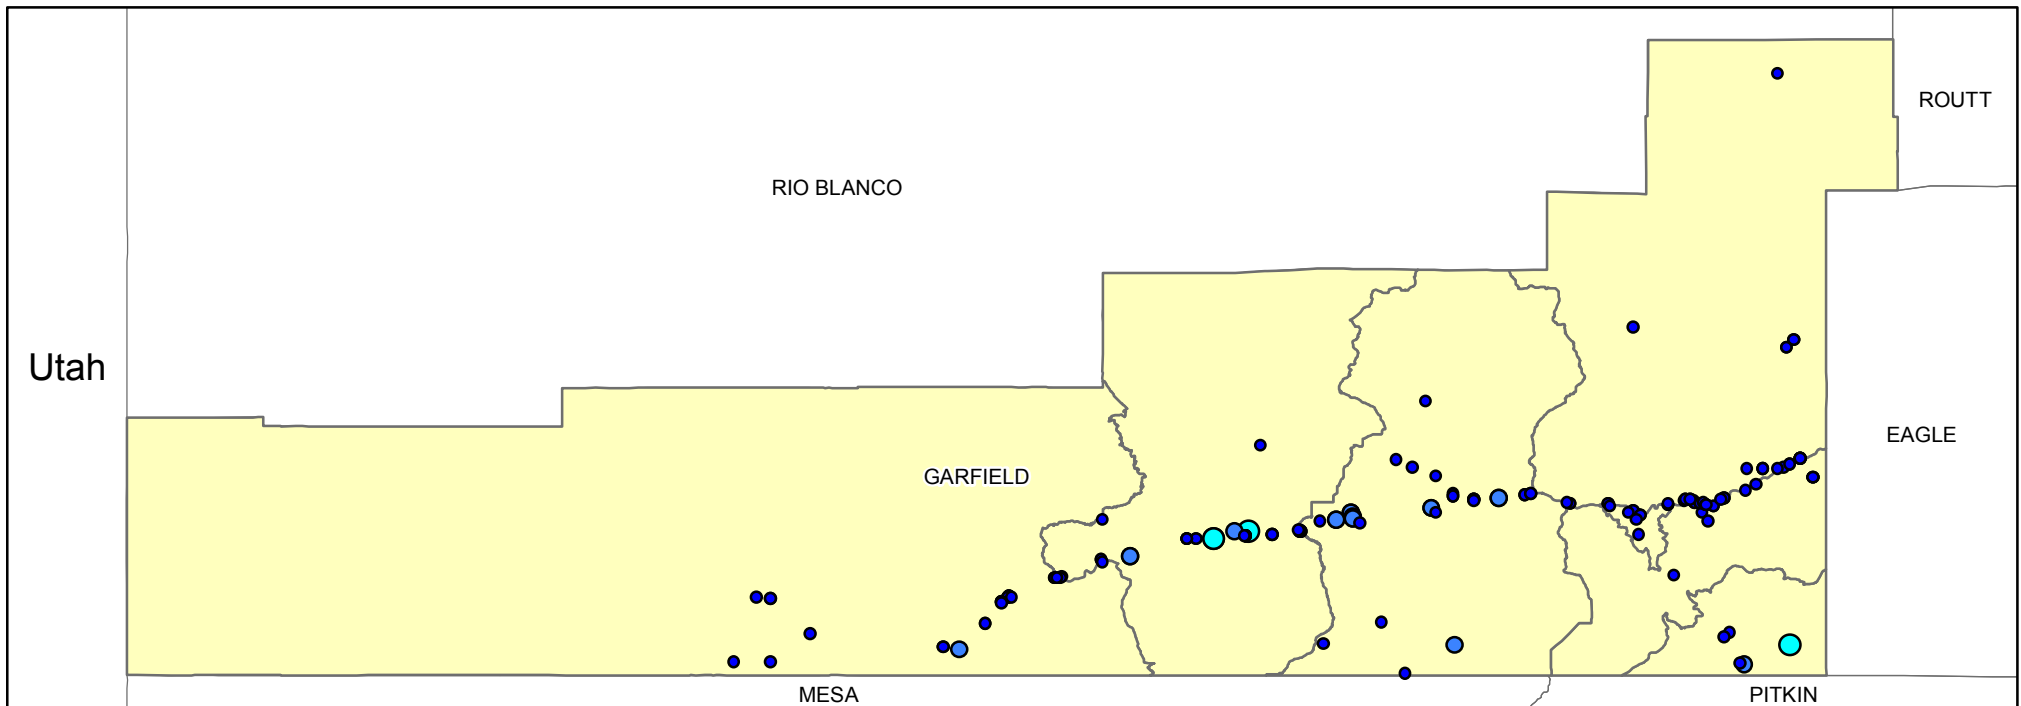 ROUTT
RIO BLANCO
Utah
EAGLE
GARFIELD
MESA
PITKIN